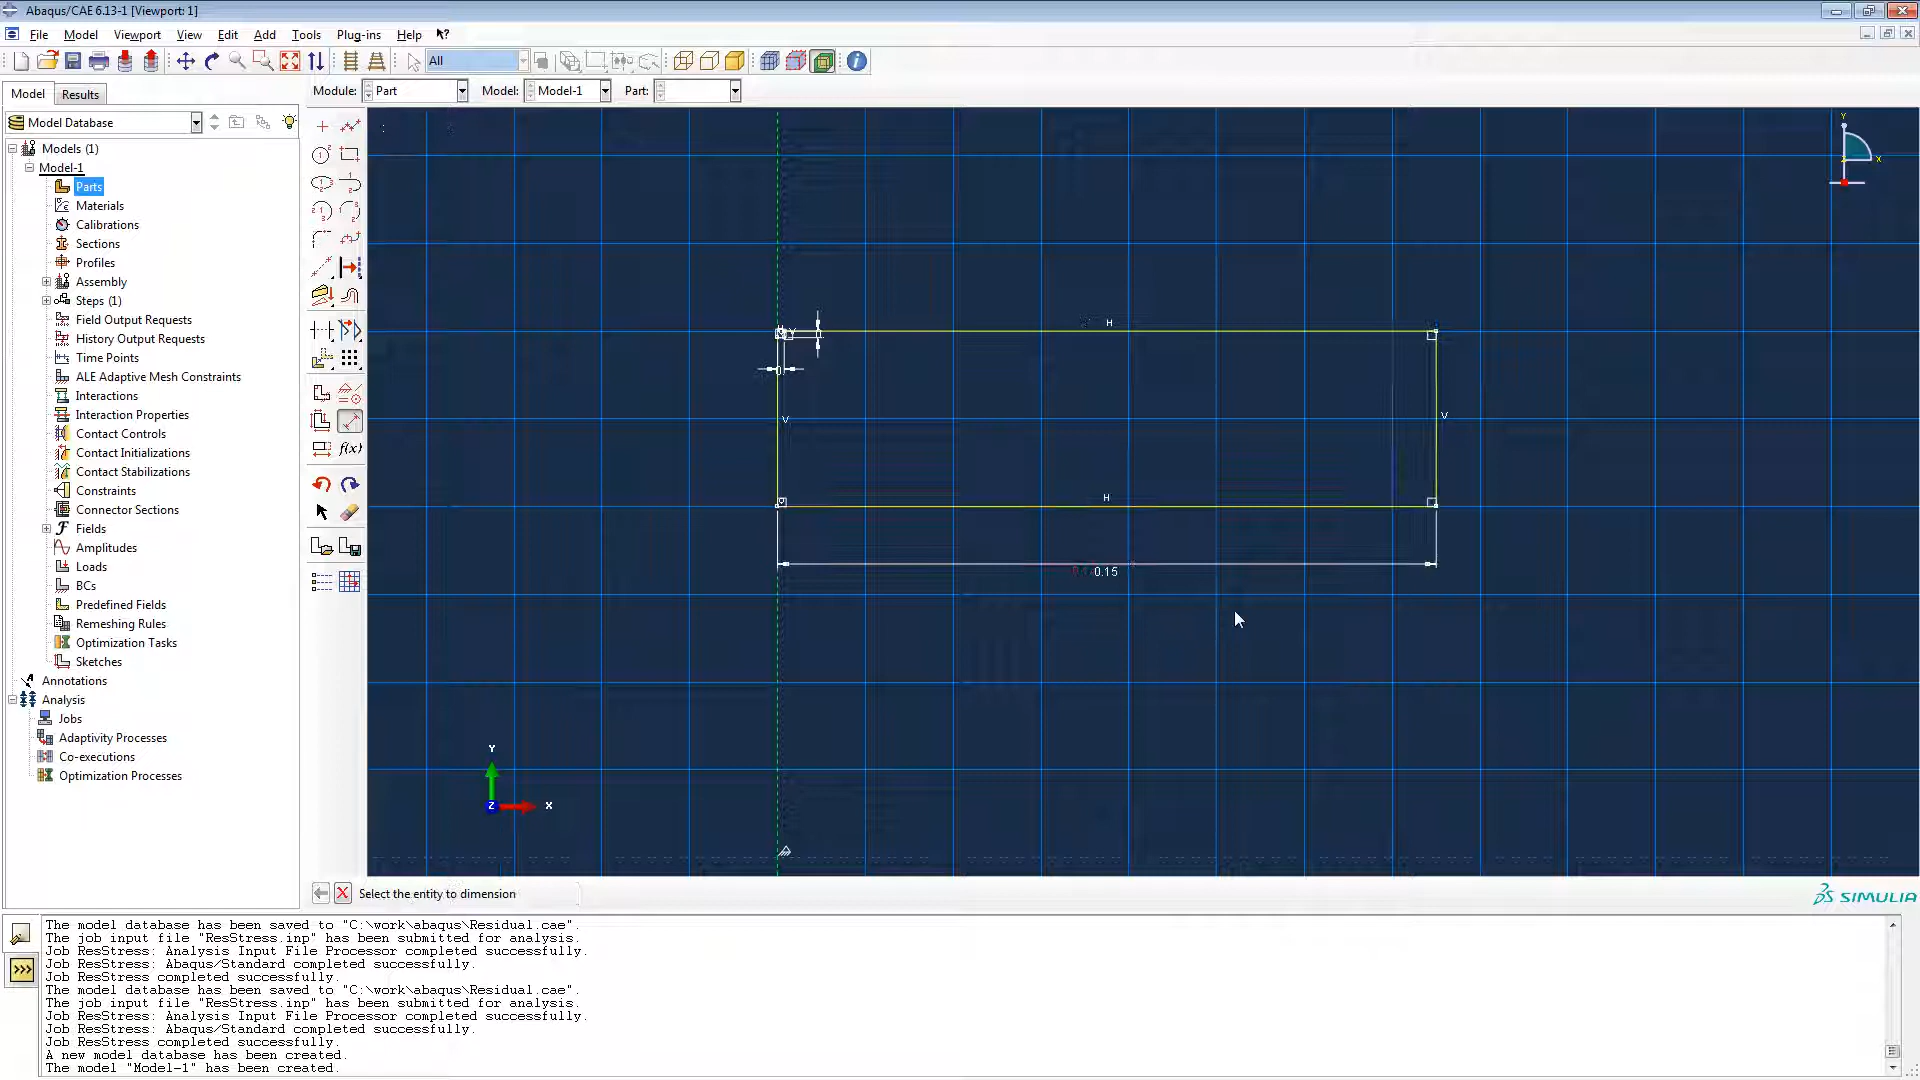 Abaqus/CAE 6.13-1 [Viewport: 1]
File Model Viewport View Edit Add Tools Plug-ins Help
All
Model Results
Module: Part Model: Model-1 Part:
Model Database
Models (1)
Model-1
Parts
Materials
Calibrations
Sections
Profiles
Assembly
Steps (1)
Field Output Requests
History Output Requests
Time Points
ALE Adaptive Mesh Constraints
Interactions
Interaction Properties
Contact Controls
Contact Initializations
Contact Stabilizations
Constraints
Connector Sections
Fields
Amplitudes
Loads
BCs
Predefined Fields
Remeshing Rules
Optimization Tasks
Sketches
Annotations
Analysis
Jobs
Adaptivity Processes
Co-executions
Optimization Processes
f(x)
Y
X
H
V
V
H
0.15
Y
Z
X
Select the entity to dimension
SIMULIA
The model database has been saved to "C:\work\abaqus\Residual.cae".
The job input file "ResStress.inp" has been submitted for analysis.
Job ResStress: Analysis Input File Processor completed successfully.
Job ResStress: Abaqus/Standard completed successfully.
Job ResStress completed successfully.
The model database has been saved to "C:\work\abaqus\Residual.cae".
The job input file "ResStress.inp" has been submitted for analysis.
Job ResStress: Analysis Input File Processor completed successfully.
Job ResStress: Abaqus/Standard completed successfully.
Job ResStress completed successfully.
A new model database has been created.
The model "Model-1" has been created.